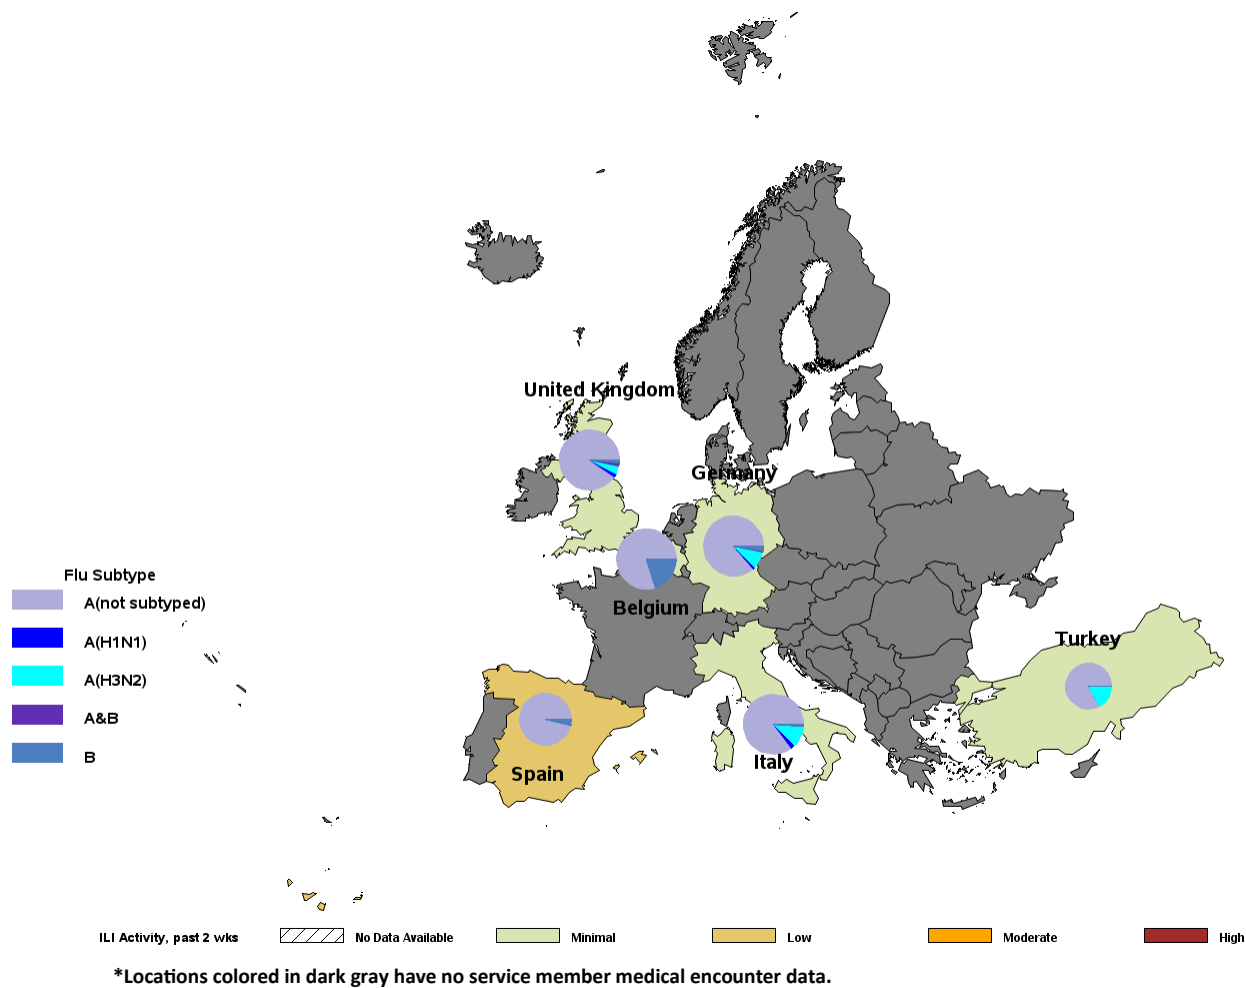 United Kingdom
Germany
Belgium
Flu Subtype
A(not subtyped)
A(H1N1)
A(H3N2)
A&B
B
Turkey
Spain
Italy
ILI Activity, past 2 wks
No Data Available
Minimal
Low
Moderate
High
*Locations colored in dark gray have no service member medical encounter data.